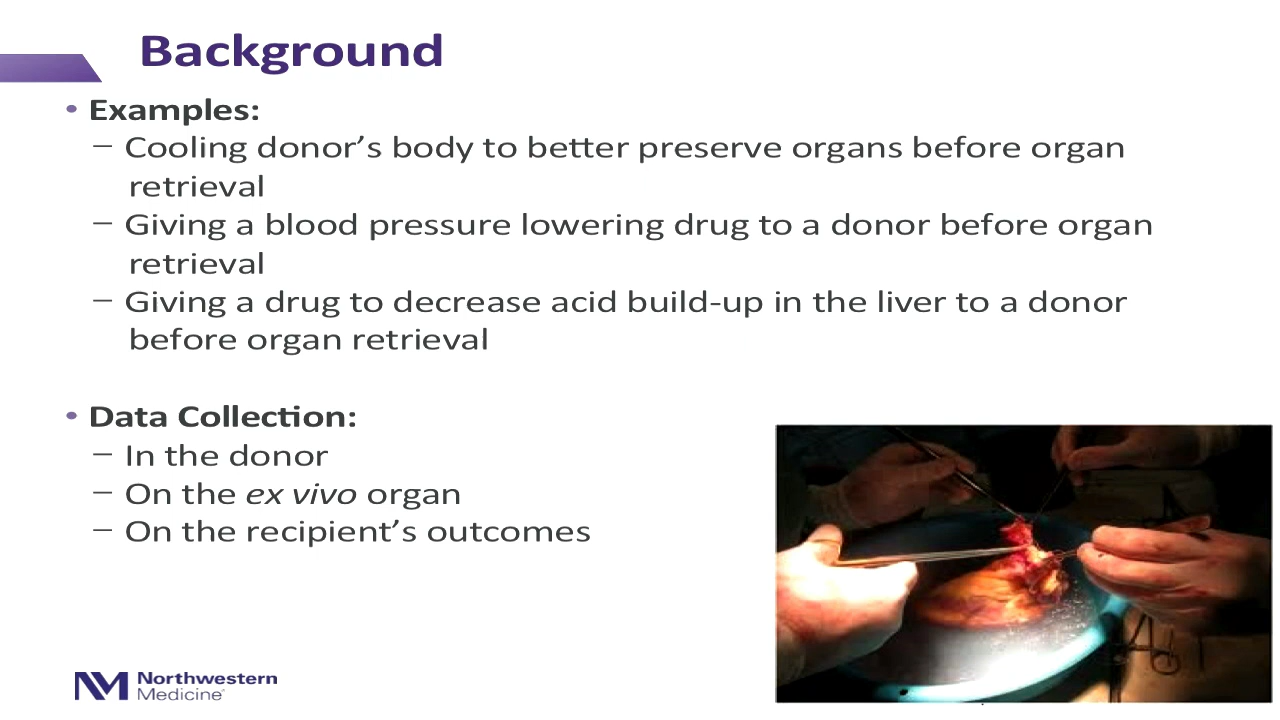 Background
• Examples:
– Cooling donor’s body to better preserve organs before organ
retrieval
– Giving a blood pressure lowering drug to a donor before organ
retrieval
– Giving a drug to decrease acid build-up in the liver to a donor
before organ retrieval
• Data Collection:
– In the donor
– On the ex vivo organ
– On the recipient’s outcomes
NM Northwestern
Medicine®